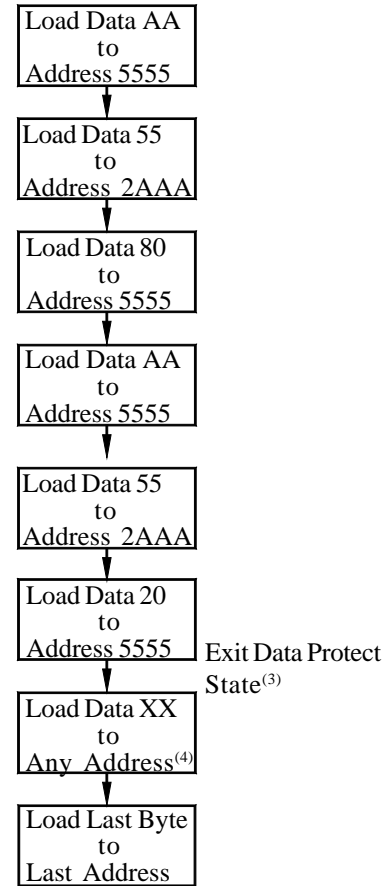 Load Data AA
to
Address 5555
Load Data 55
to
Address 2AAA
Load Data 80
to
Address 5555
Load Data AA
to
Address 5555
Load Data 55
to
Address 2AAA
Load Data 20
to
Address 5555
Exit Data Protect
State(3)
Load Data XX
to
Any Address(4)
Load Last Byte
to
Last Address